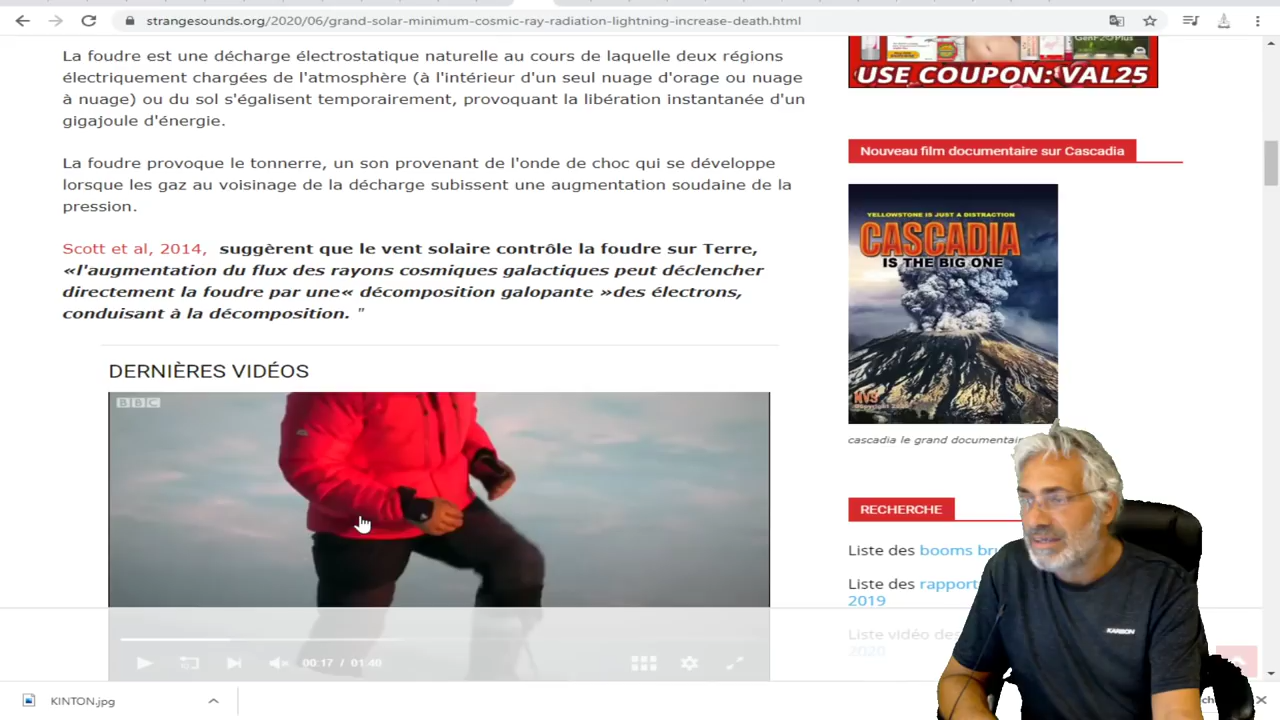 strangesounds.org/2020/06/grand-solar-minimum-cosmic-ray-radiation-lightning-increase-death.html
La foudre est une décharge électrostatique naturelle au cours de laquelle deux régions
électriquement chargées de l'atmosphère (à l'intérieur d'un seul nuage d'orage ou nuage
à nuage) ou du sol s'égalisent temporairement, provoquant la libération instantanée d'un
gigajoule d'énergie.
La foudre provoque le tonnerre, un son provenant de l'onde de choc qui se développe
lorsque les gaz au voisinage de la décharge subissent une augmentation soudaine de la
pression.
Scott et al, 2014, suggèrent que le vent solaire contrôle la foudre sur Terre,
«l'augmentation du flux des rayons cosmiques galactiques peut déclencher
directement la foudre par une« décomposition galopante »des électrons,
conduisant à la décomposition. "
DERNIÈRES VIDÉOS
BBC
00:17 / 01:40
KINTON.jpg
GenF20Plus
USE COUPON: VAL25
Nouveau film documentaire sur Cascadia
YELLOWSTONE IS JUST A DISTRACTION
CASCADIA
IS THE BIG ONE
cascadia le grand documentaire
RECHERCHE
Liste des booms
Liste des
2019
Liste vidéo des
2020
KARBON